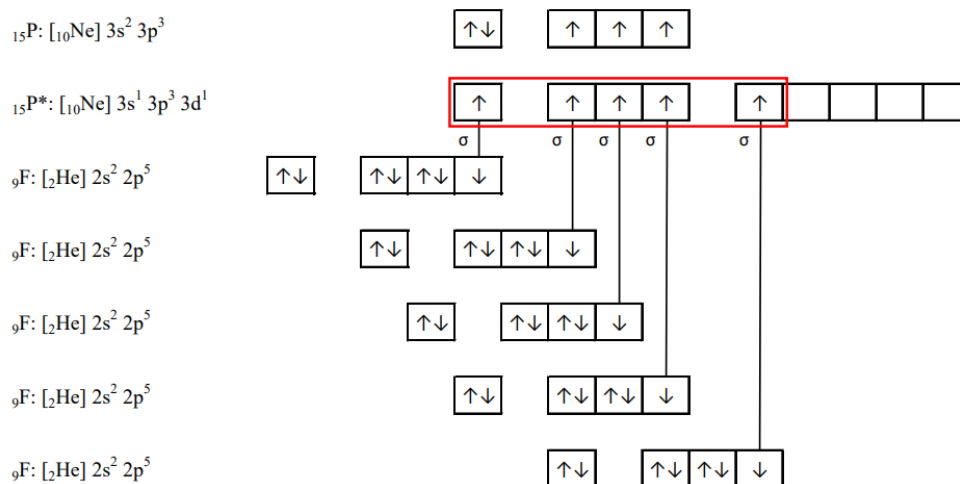 ₁₅P: [₁₀Ne] 3s² 3p³ ↑↓ ↑ ↑ ↑
₁₅P*: [₁₀Ne] 3s¹ 3p³ 3d¹ ↑ ↑ ↑ ↑ ↑
σ σ σ σ σ
₉F: [₂He] 2s² 2p⁵ ↑↓ ↑↓ ↑↓ ↓
₉F: [₂He] 2s² 2p⁵ ↑↓ ↑↓ ↑↓ ↓
₉F: [₂He] 2s² 2p⁵ ↑↓ ↑↓ ↑↓ ↓
₉F: [₂He] 2s² 2p⁵ ↑↓ ↑↓ ↑↓ ↓
₉F: [₂He] 2s² 2p⁵ ↑↓ ↑↓ ↑↓ ↓